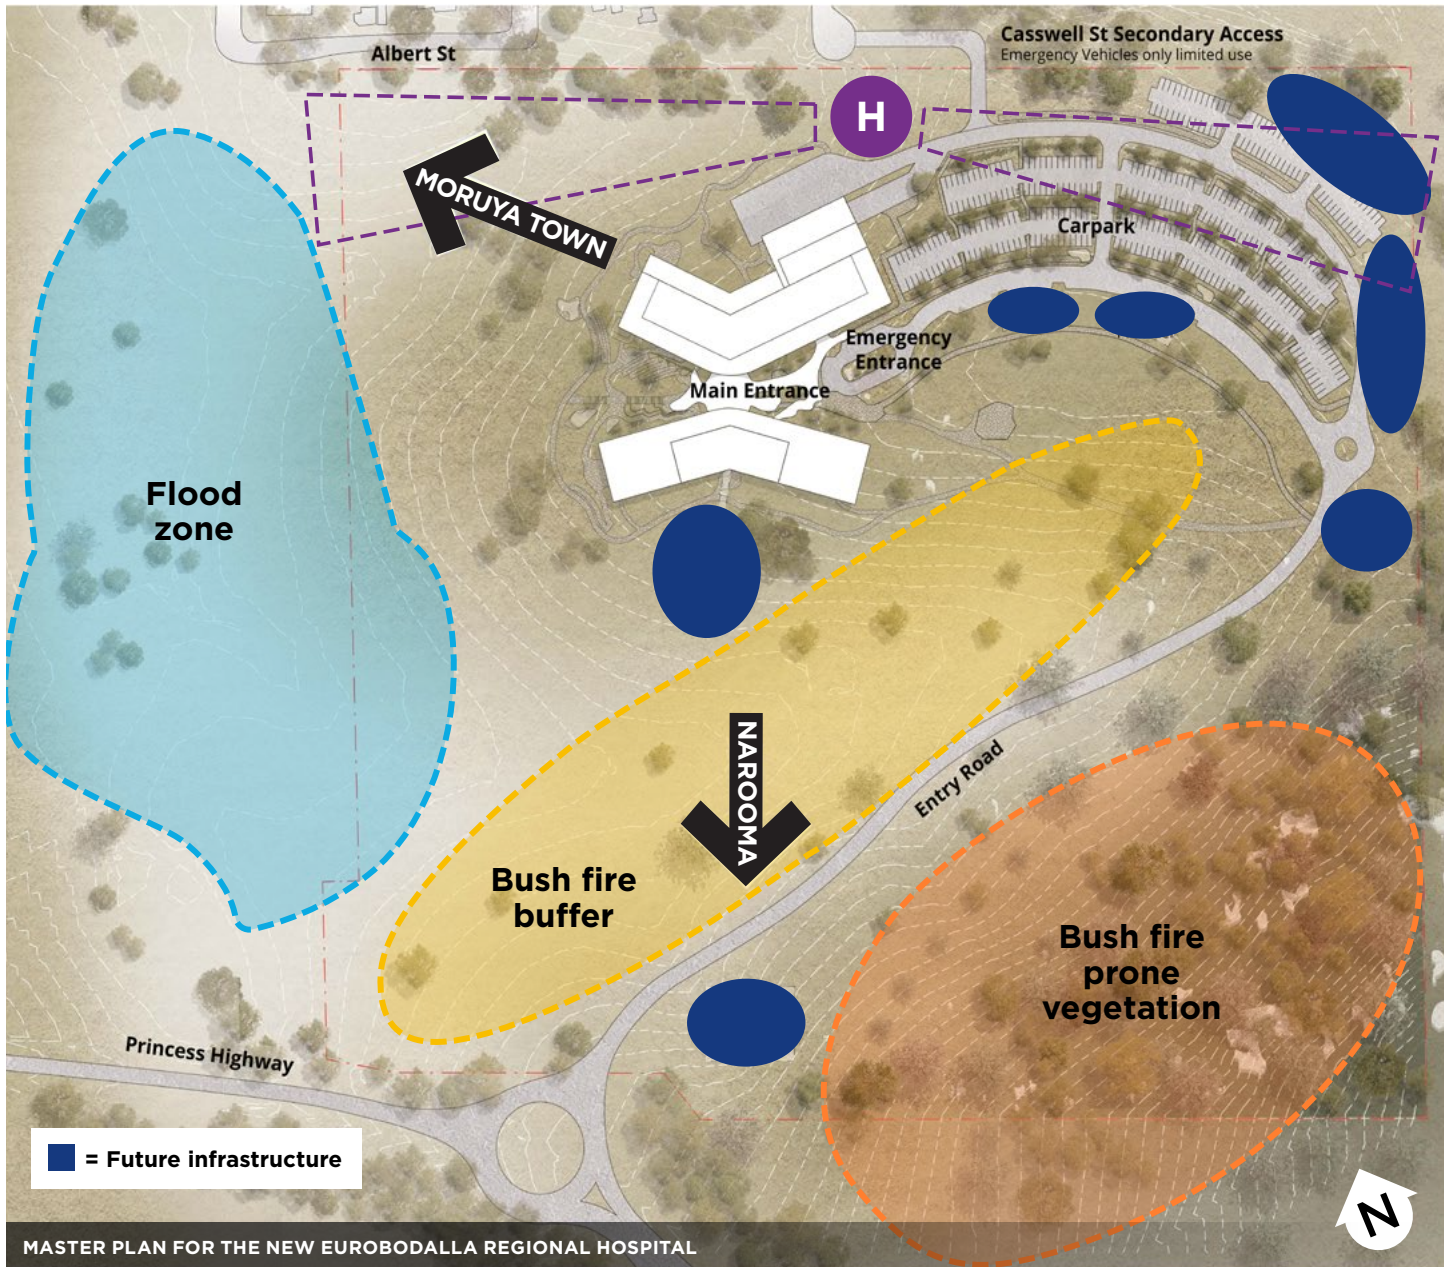 Albert St
Casswell St Secondary Access
Emergency Vehicles only limited use
H
MORUYA TOWN
Carpark
Emergency
Entrance
Main Entrance
Flood
zone
NAROOMA
Entry Road
Bush fire
buffer
Bush fire
prone
vegetation
Princess Highway
= Future infrastructure
N
MASTER PLAN FOR THE NEW EUROBODALLA REGIONAL HOSPITAL